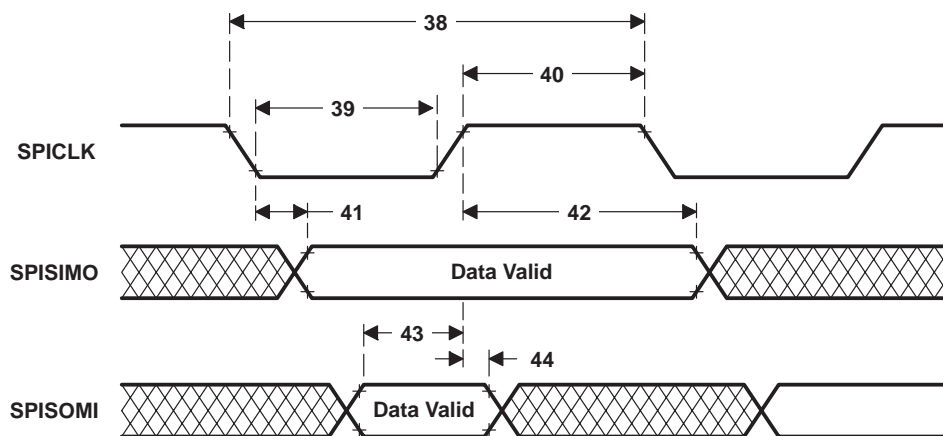 38
40
39
SPICLK
41
42
SPISIMO
Data Valid
43
44
SPISOMI
Data Valid